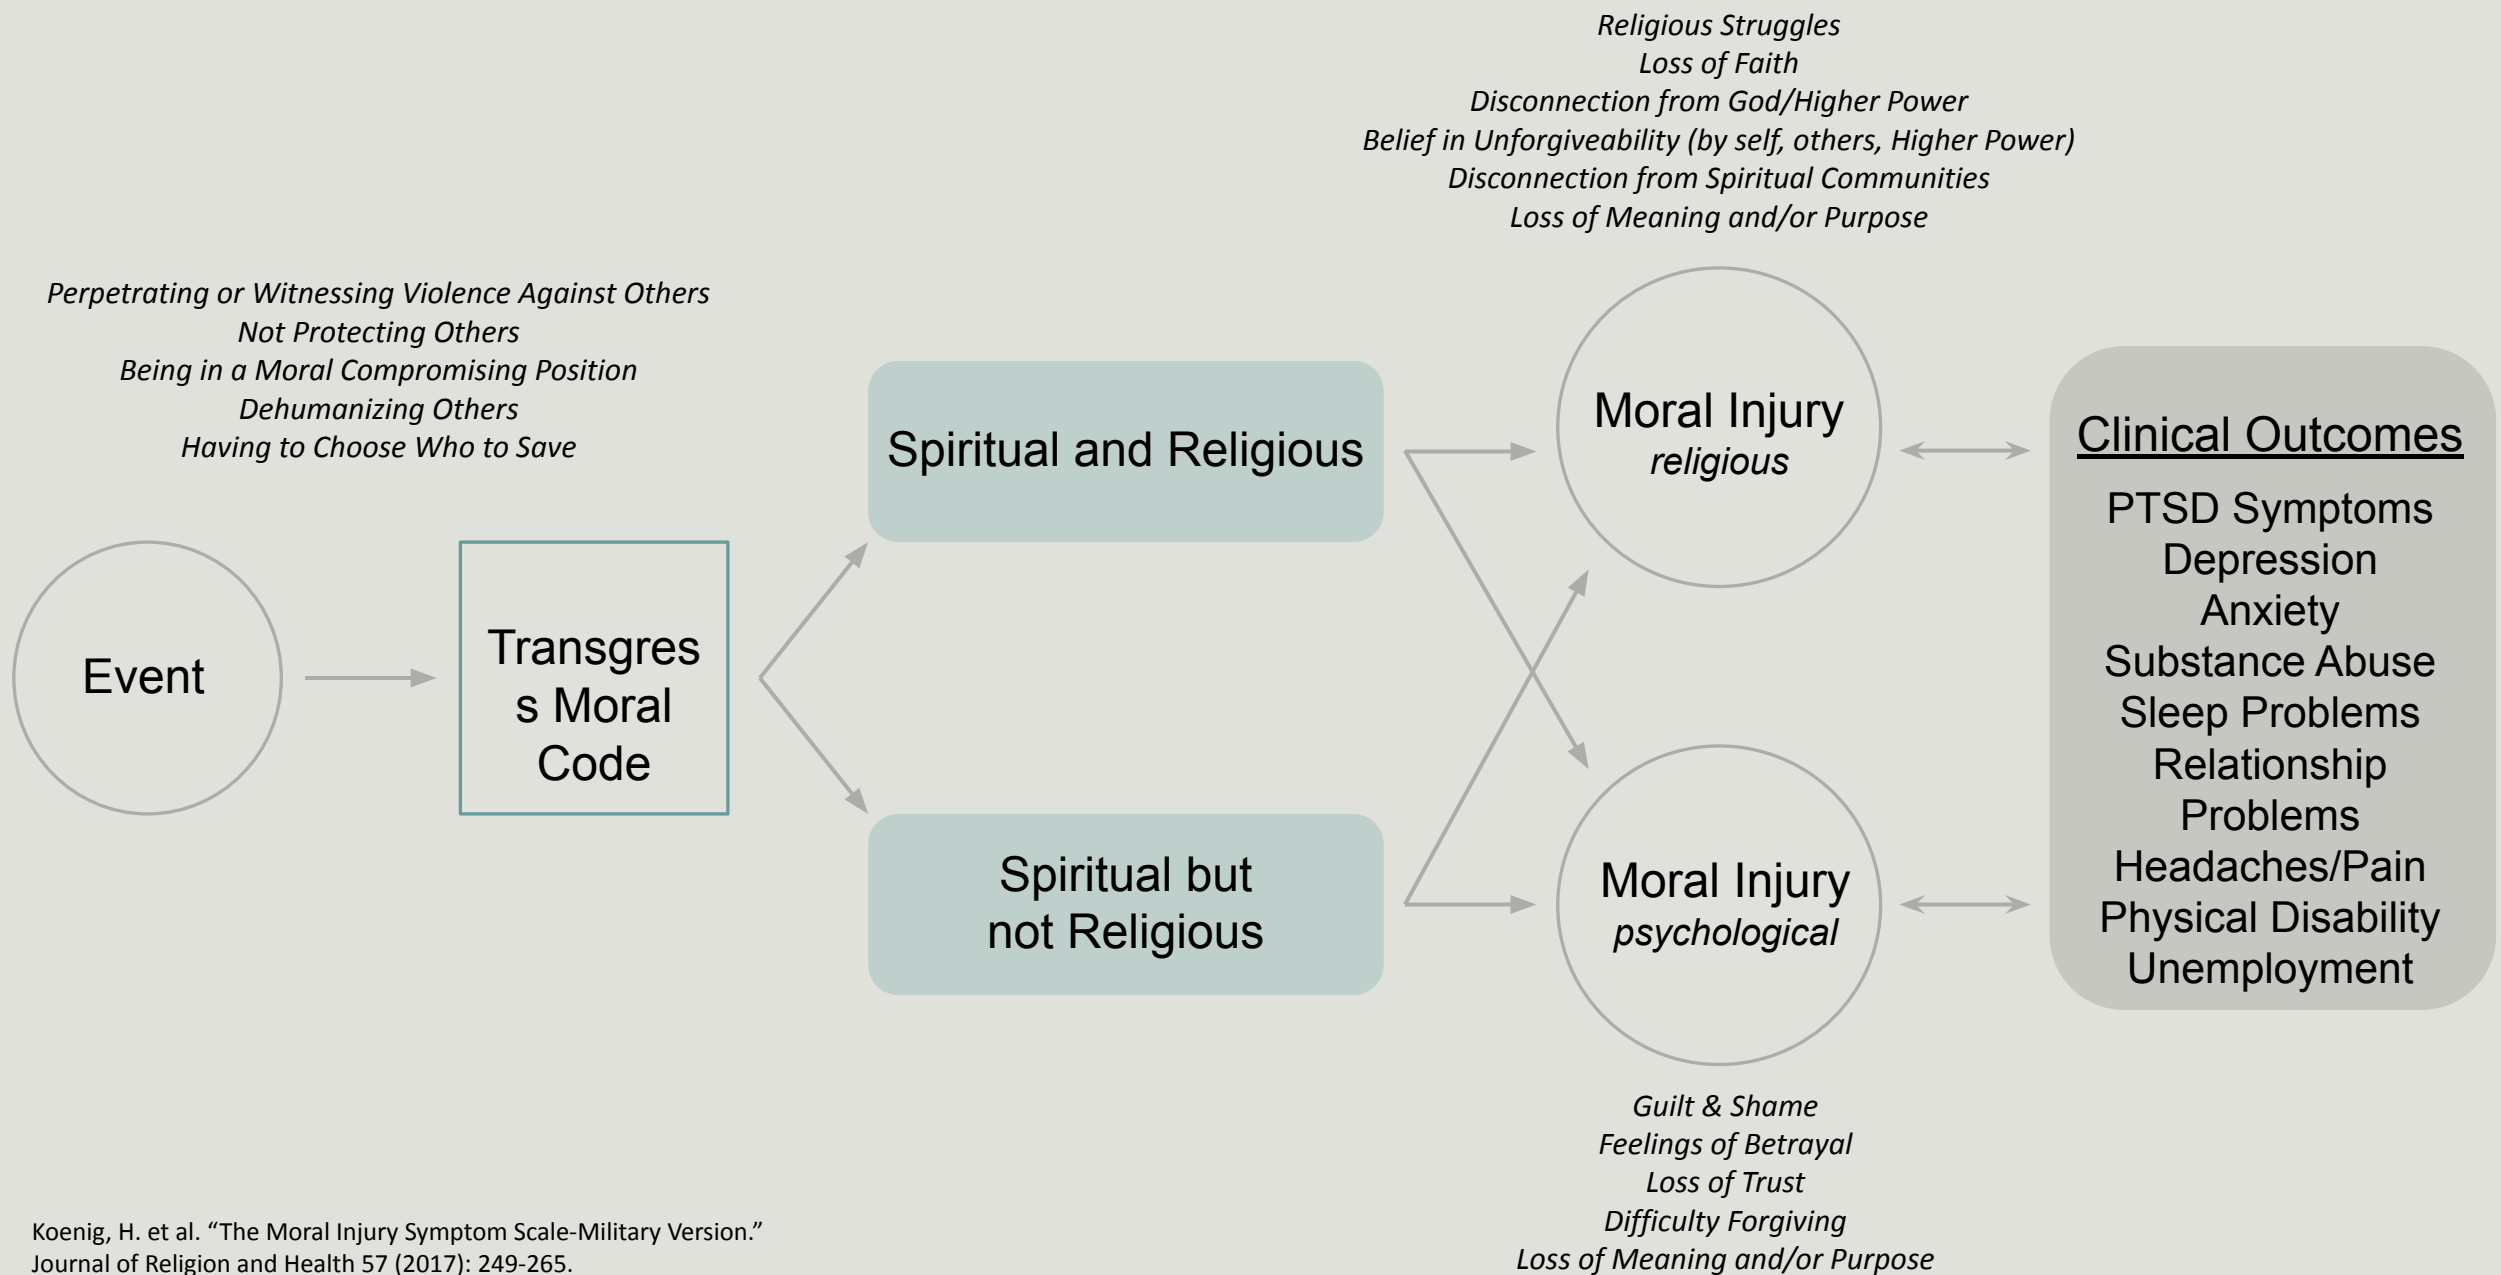 Perpetrating or Witnessing Violence Against Others
Not Protecting Others
Being in a Moral Compromising Position
Dehumanizing Others
Having to Choose Who to Save
Event
Transgres
s Moral
Code
Spiritual and Religious
Spiritual but
not Religious
Religious Struggles
Loss of Faith
Disconnection from God/Higher Power
Belief in Unforgiveability (by self, others, Higher Power)
Disconnection from Spiritual Communities
Loss of Meaning and/or Purpose
Moral Injury
religious
Moral Injury
psychological
Guilt & Shame
Feelings of Betrayal
Loss of Trust
Difficulty Forgiving
Loss of Meaning and/or Purpose
Clinical Outcomes
PTSD Symptoms
Depression
Anxiety
Substance Abuse
Sleep Problems
Relationship
Problems
Headaches/Pain
Physical Disability
Unemployment
Koenig, H. et al. “The Moral Injury Symptom Scale-Military Version.”
Journal of Religion and Health 57 (2017): 249-265.